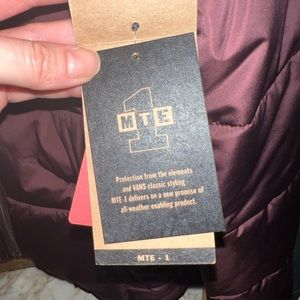 1
MTE
Protection from the elements
and VANS classic styling -
MTE-1 delivers on a new promise of
all-weather enabling product.
MTE - 1